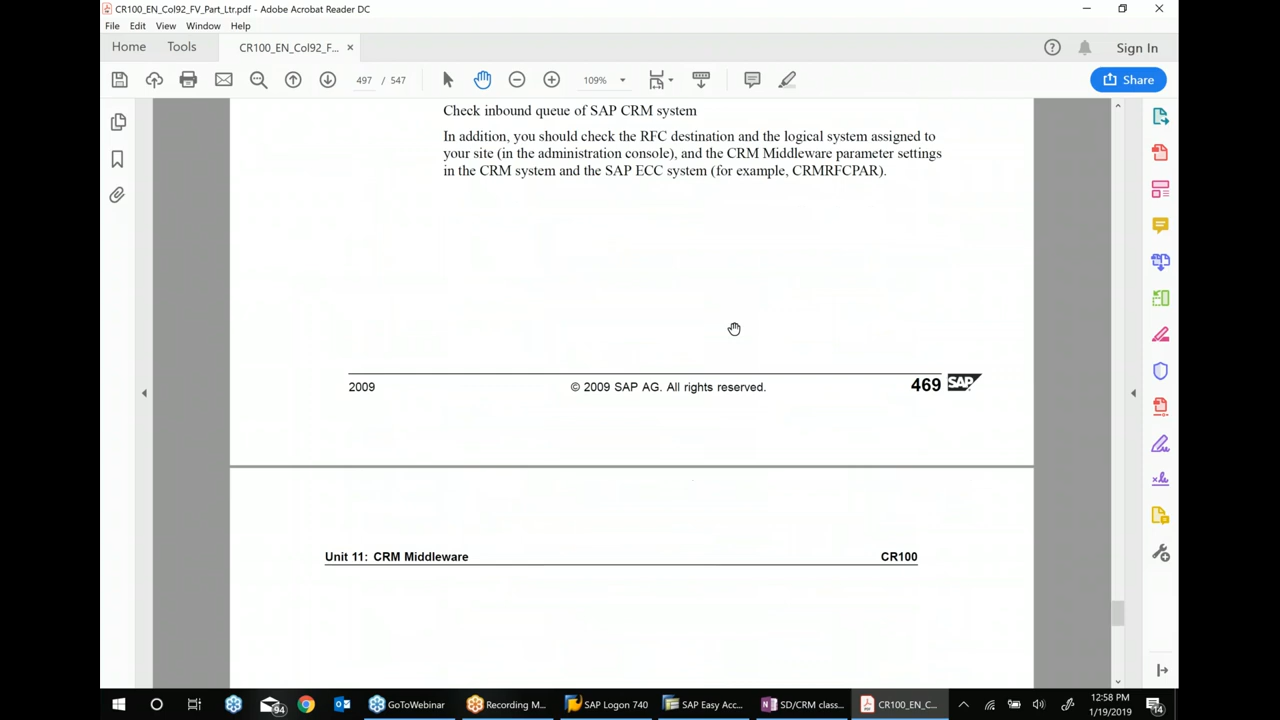 CR100_EN_Col92_FV_Part_Ltr.pdf - Adobe Acrobat Reader DC
File Edit View Window Help
Home Tools CR100_EN_Col92_F... × Sign In
497 / 547 109% Share
Check inbound queue of SAP CRM system
In addition, you should check the RFC destination and the logical system assigned to
your site (in the administration console), and the CRM Middleware parameter settings
in the CRM system and the SAP ECC system (for example, CRMRFCPAR).
2009 © 2009 SAP AG. All rights reserved. 469 SAP
Unit 11: CRM Middleware CR100
94 GoToWebinar Recording M... SAP Logon 740 SAP Easy Acc... SD/CRM class... CR100_EN_C... 12:58 PM
1/19/2019 14